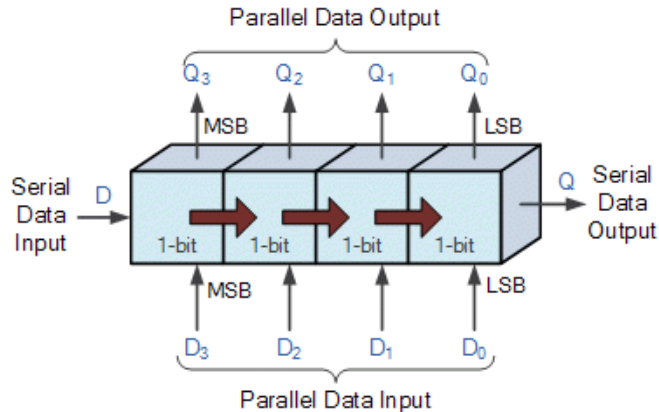 Parallel Data Output
Q₃ Q₂ Q₁ Q₀
MSB LSB
Serial Data Input D Q Serial Data Output
1-bit 1-bit 1-bit 1-bit
MSB LSB
D₃ D₂ D₁ D₀
Parallel Data Input